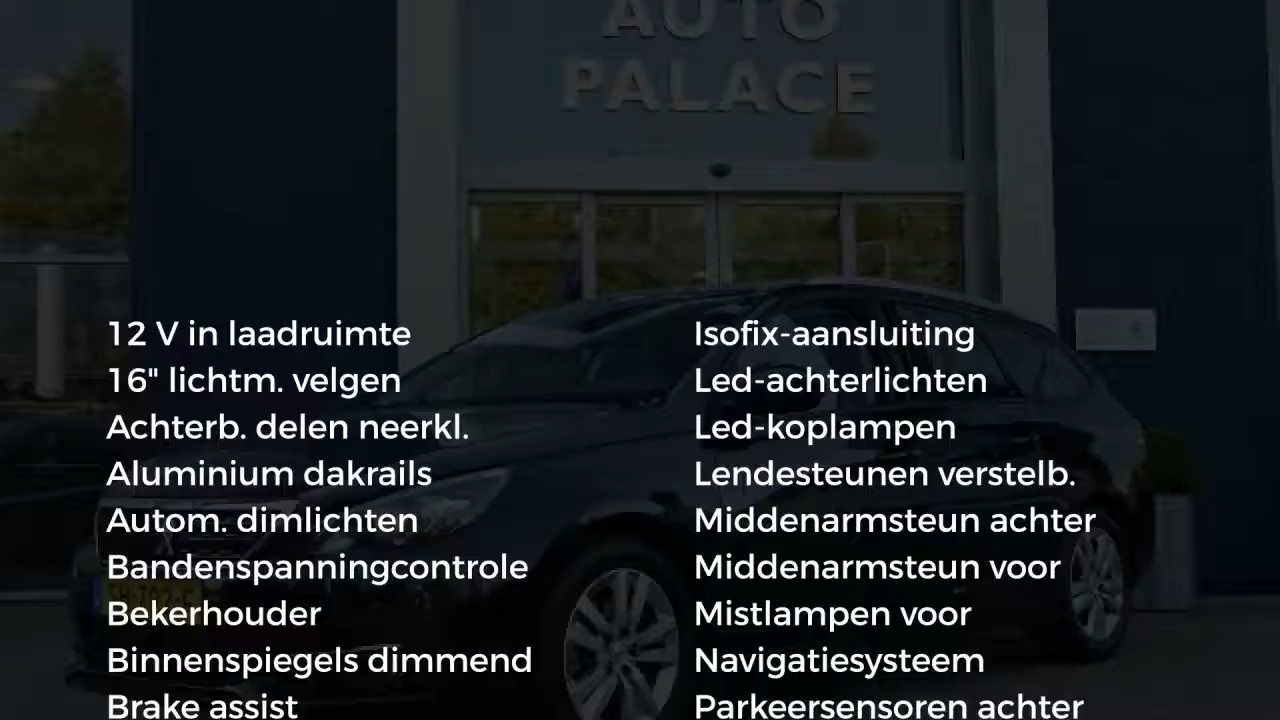 AUTO
PALACE
12 V in laadruimte
16" lichtm. velgen
Achterb. delen neerkl.
Aluminium dakrails
Autom. dimlichten
Bandenspanningcontrole
Bekerhouder
Binnenspiegels dimmend
Brake assist
Isofix-aansluiting
Led-achterlichten
Led-koplampen
Lendesteunen verstelb.
Middenarmsteun achter
Middenarmsteun voor
Mistlampen voor
Navigatiesysteem
Parkeersensoren achter